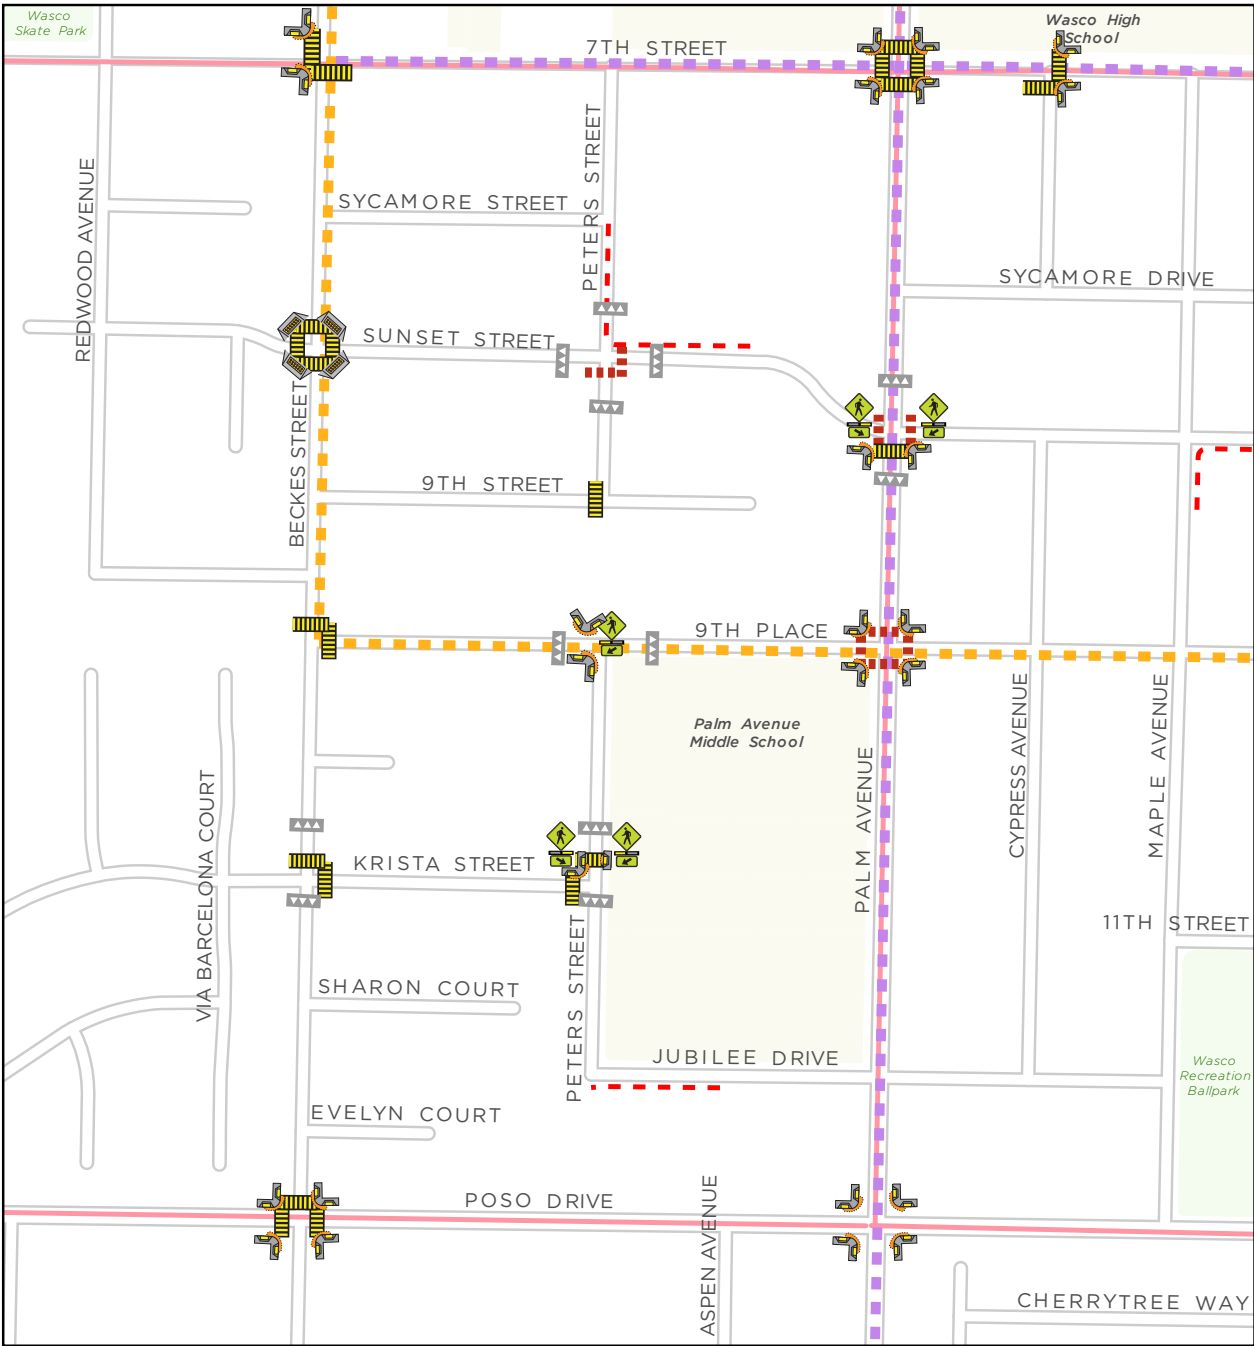 Wasco
Skate Park
Wasco High
School
7TH STREET
PETERS STREET
REDWOOD AVENUE
SYCAMORE STREET
SYCAMORE DRIVE
SUNSET STREET
BECKES STREET
9TH STREET
9TH PLACE
Palm Avenue
Middle School
CYPRESS AVENUE
MAPLE AVENUE
PALM AVENUE
VIA BARCELONA COURT
KRISTA STREET
11TH STREET
PETERS STREET
SHARON COURT
JUBILEE DRIVE
Wasco
Recreation
Ballpark
EVELYN COURT
POSO DRIVE
ASPEN AVENUE
CHERRYTREE WAY